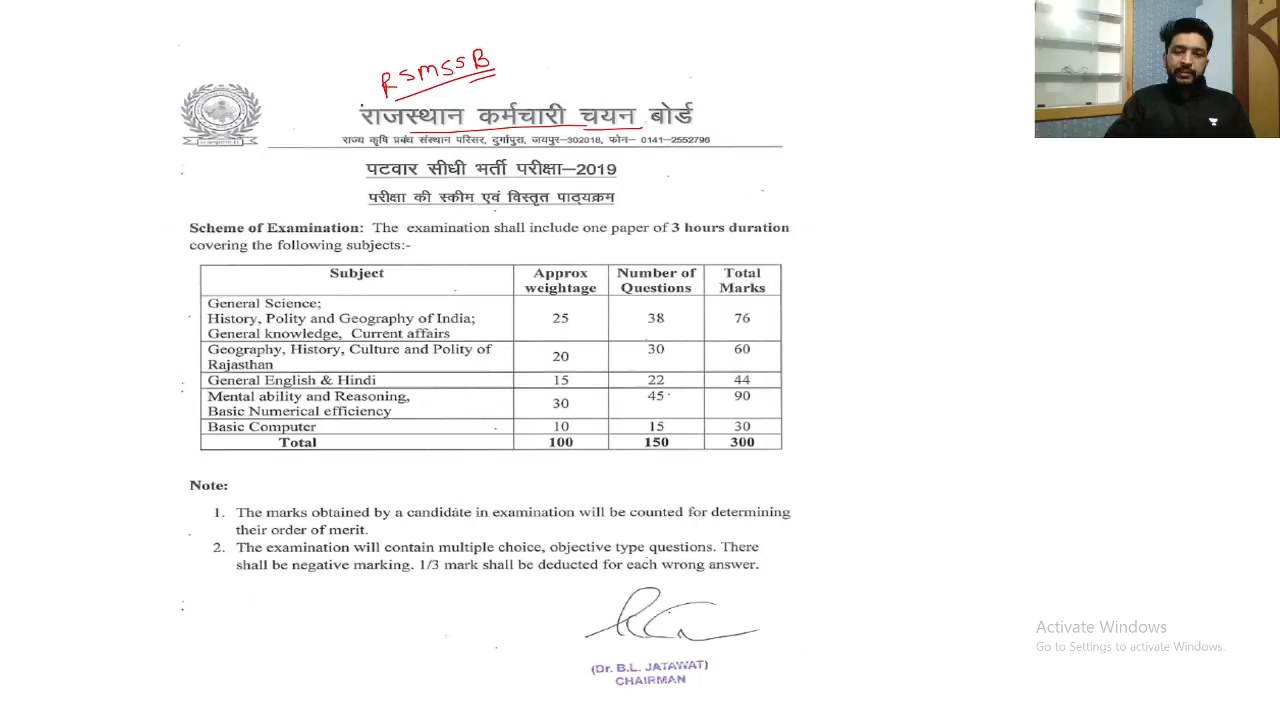 RSMSSB
राजस्थान कर्मचारी चयन बोर्ड
राज्य कृषि प्रबंध संस्थान परिसर, दुर्गापुरा, जयपुर–302018, फोन– 0141–2552796
पटवार सीधी भर्ती परीक्षा–2019
परीक्षा की स्कीम एवं विस्तृत पाठ्यक्रम
Scheme of Examination: The examination shall include one paper of 3 hours duration
covering the following subjects:-
Subject Approx weightage Number of Questions Total Marks
General Science;
History, Polity and Geography of India; 25 38 76
General knowledge, Current affairs
Geography, History, Culture and Polity of Rajasthan 20 30 60
General English & Hindi 15 22 44
Mental ability and Reasoning, Basic Numerical efficiency 30 45 90
Basic Computer 10 15 30
Total 100 150 300
Note:
1. The marks obtained by a candidate in examination will be counted for determining
their order of merit.
2. The examination will contain multiple choice, objective type questions. There
shall be negative marking. 1/3 mark shall be deducted for each wrong answer.
(Dr. B.L. JATAWAT)
CHAIRMAN
Activate Windows
Go to Settings to activate Windows.